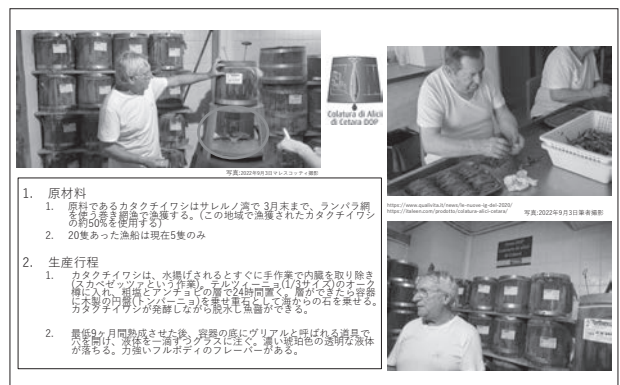 Colatura di Alici
di Cetara DOP
写真:2022年9月3日マレスコッティ撮影
https://www.qualivita.it/news/le-nuove-ig-del-2020/
https://italeen.com/prodotto/colatura-alici-cetara/
写真:2022年9月3日筆者撮影
1. 原材料
1. 原料であるカタクチイワシはサレルノ湾で 3月末まで、ランパラ網
を使う巻き網漁で漁獲する。(この地域で漁獲されたカタクチイワシ
の約50%を使用する)
2. 20隻あった漁船は現在5隻のみ
2. 生産行程
1. カタクチイワシは、水揚げされるとすぐに手作業で内臓を取り除き
(スカペゼッツァという作業)、テルツィーニョ(1/3サイズ)のオーク
樽に入れ、粗塩とアンチョビの層で24時間置く、層ができたら容器
に木製の円盤(トンパーニョ)を乗せ重石として海からの石を乗せる。
カタクチイワシが発酵しながら脱水し魚醤ができる。
2. 最低9ヶ月間熟成させた後、容器の底にヴリアルと呼ばれる道具で
穴を開け、液体を一滴ずつグラスに注ぐ。濃い琥珀色の透明な液体
が落ちる。力強いフルボディのフレーバーがある。